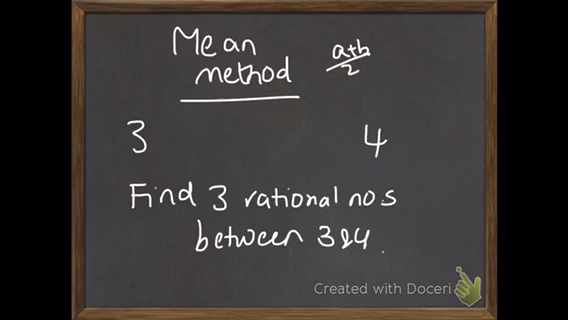 Mean
method
a+b
2
3 4
Find 3 rational nos
between 3&4.
Created with Doceri